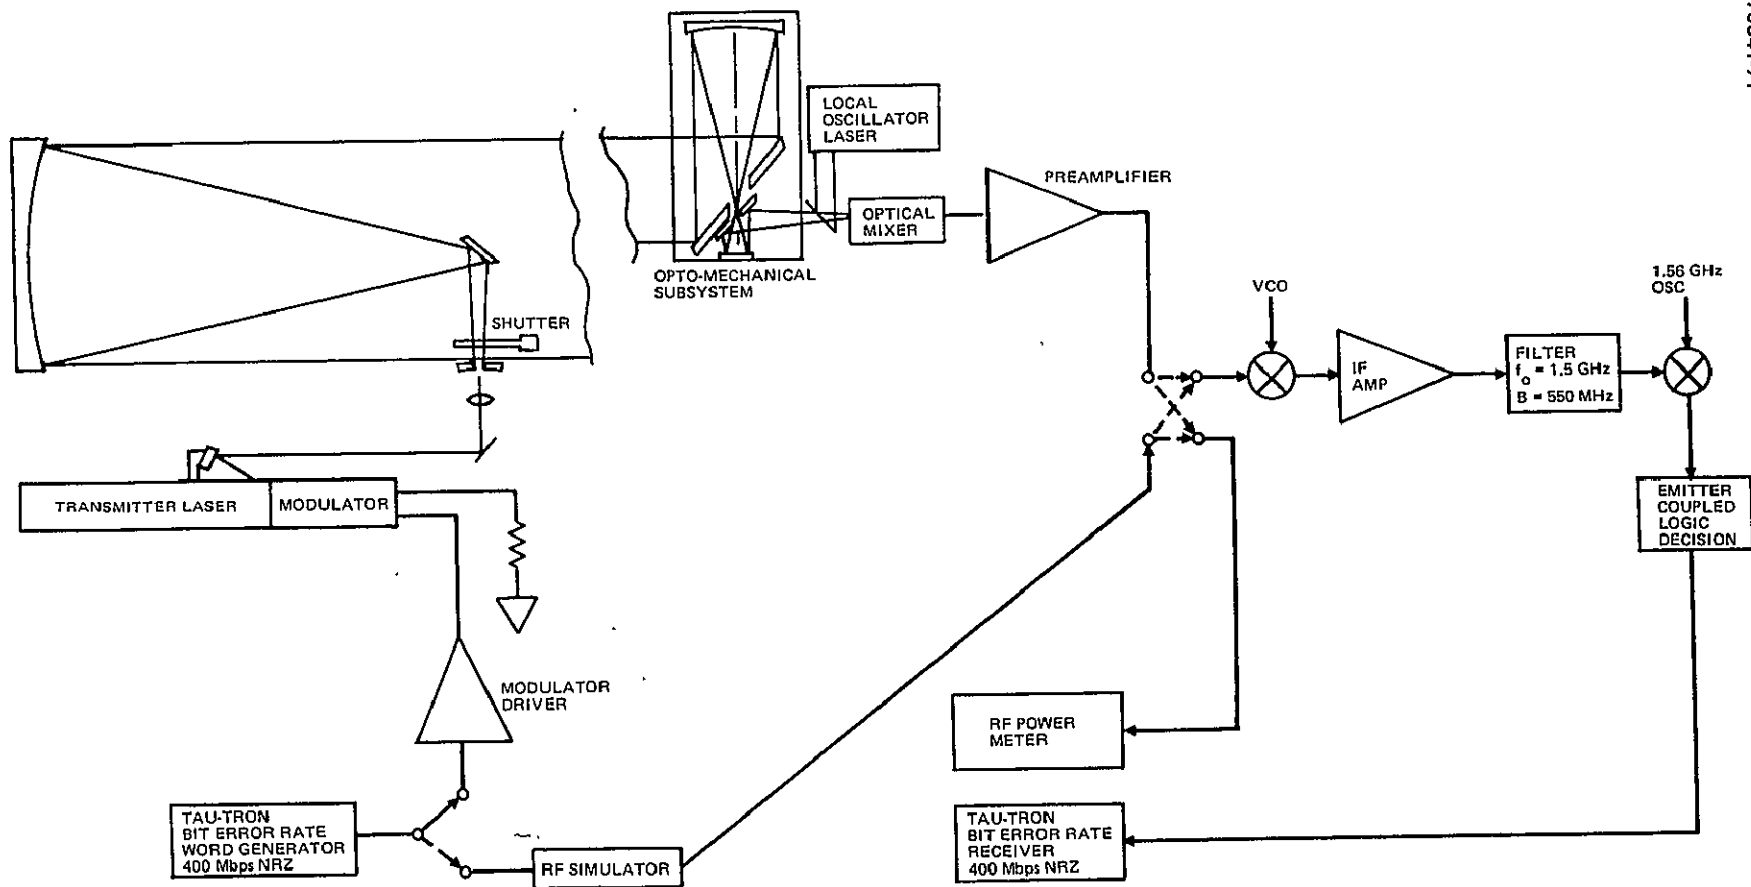 LOCAL
OSCILLATOR
LASER
PREAMPLIFIER
OPTICAL
MIXER
OPTO-MECHANICAL
SUBSYSTEM
SHUTTER
VCO
1.56 GHz
OSC
IF
AMP
FILTER
f_o = 1.5 GHz
B = 550 MHz
TRANSMITTER LASER
MODULATOR
EMITTER
COUPLED
LOGIC
DECISION
MODULATOR
DRIVER
RF POWER
METER
TAU-TRON
BIT ERROR RATE
WORD GENERATOR
400 Mbps NRZ
RF SIMULATOR
TAU-TRON
BIT ERROR RATE
RECEIVER
400 Mbps NRZ